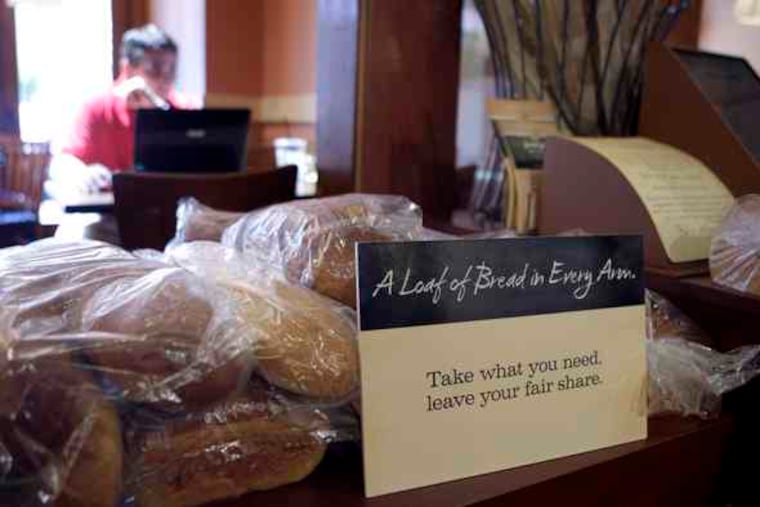 A Loaf of Bread in Every Arm.
Take what you need.
leave your fair share.